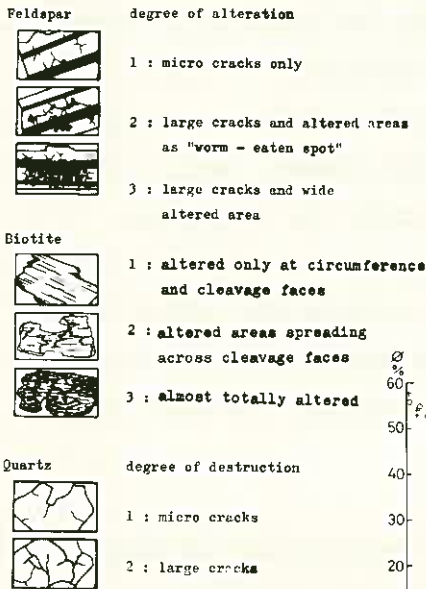 Feldspar degree of alteration
1 : micro cracks only
2 : large cracks and altered areas
as "worm - eaten spot"
3 : large cracks and wide
altered area
Biotite
1 : altered only at circumference
and cleavage faces
2 : altered areas spreading
across cleavage faces
3 : almost totally altered
Quartz degree of destruction
1 : micro cracks
2 : large cracks
Ø
%
60
50
40
30
20